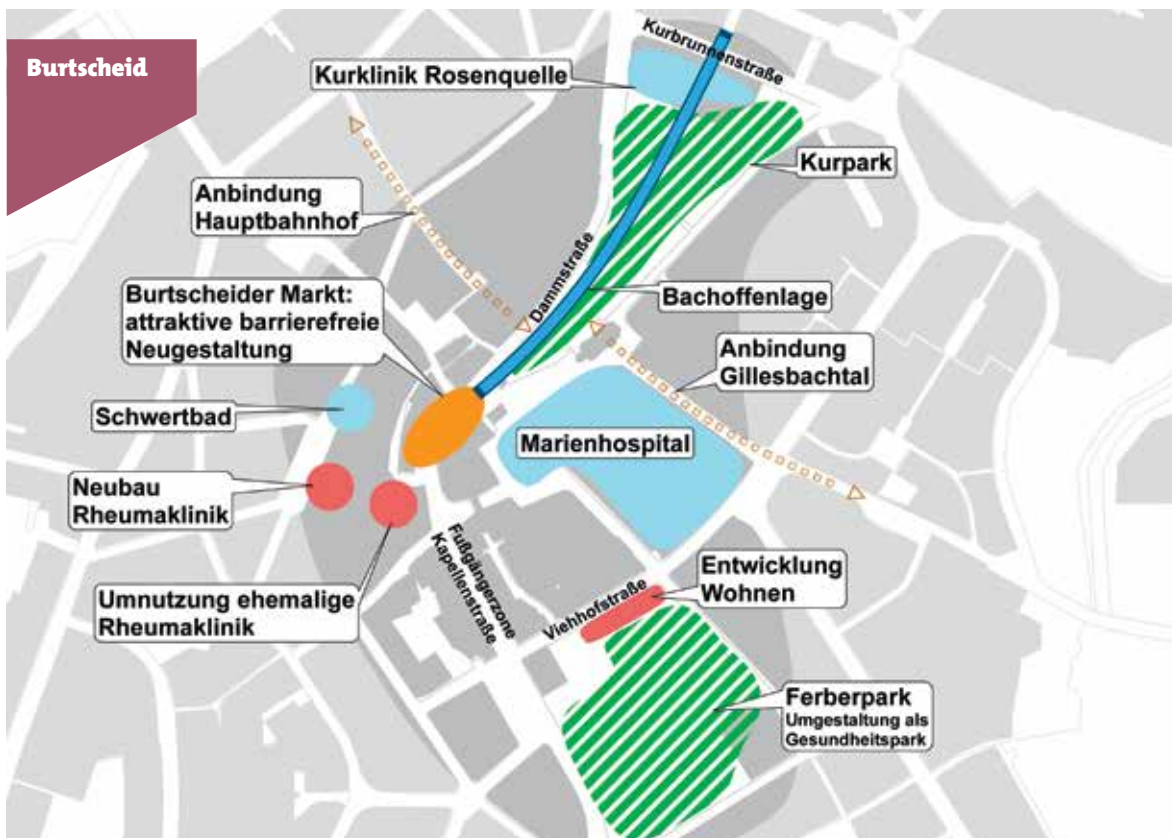 Burtscheid
Kurklinik Rosenquelle
Kurbrunnenstraße
Kurpark
Anbindung
Hauptbahnhof
Dammstraße
Bachoffenlage
Burtscheider Markt:
attraktive barrierefreie
Neugestaltung
Anbindung
Gillesbachtal
Schwertbad
Marienhospital
Neubau
Rheumaklinik
Umnutzung ehemalige
Rheumaklinik
Fußgängerzone
Kapellenstraße
Viehhofstraße
Entwicklung
Wohnen
Ferberpark
Umgestaltung als
Gesundheitspark